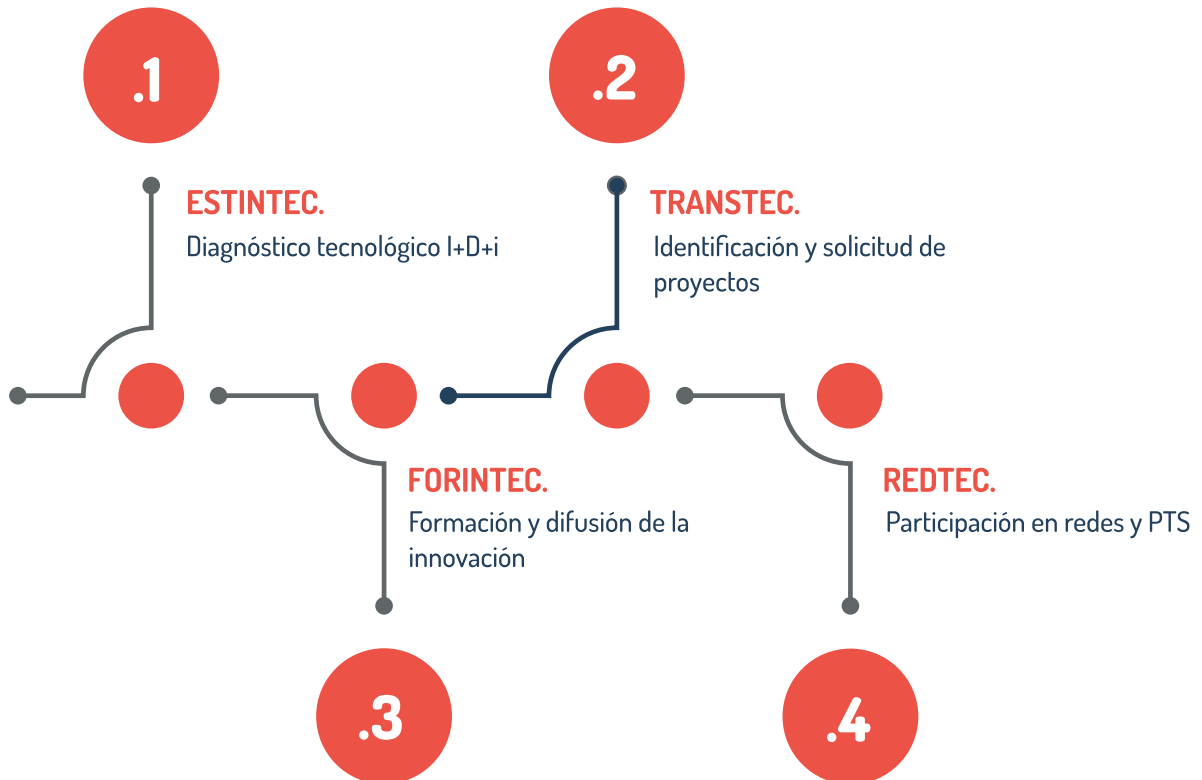 .1
ESTINTEC.
Diagnóstico tecnológico I+D+i
.2
TRANSTEC.
Identificación y solicitud de
proyectos
FORINTEC.
Formación y difusión de la
innovación
.3
REDTEC.
Participación en redes y PTS
.4